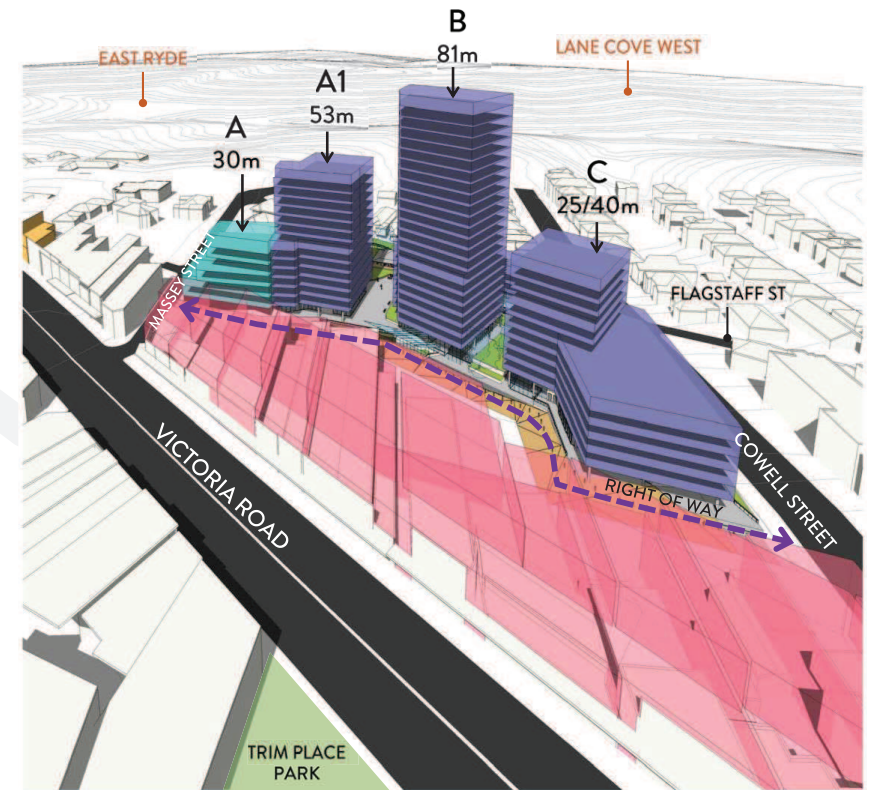 B
81m
LANE COVE WEST
EAST RYDE
A1
53m
A
30m
C
25/40m
MASSEY STREET
FLAGSTAFF ST
VICTORIA ROAD
RIGHT OF WAY
COWELL STREET
TRIM PLACE
PARK